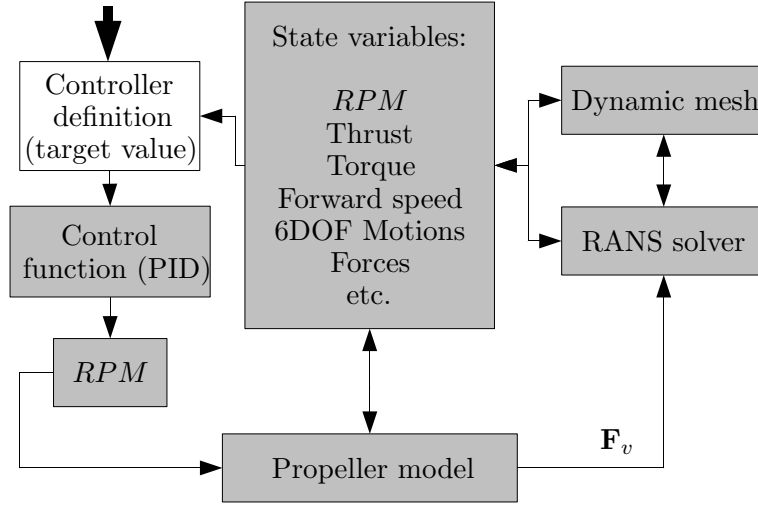 Controller
definition
(target value)
Control
function (PID)
RPM
State variables:
RPM
Thrust
Torque
Forward speed
6DOF Motions
Forces
etc.
Dynamic mesh
RANS solver
Propeller model
F_v